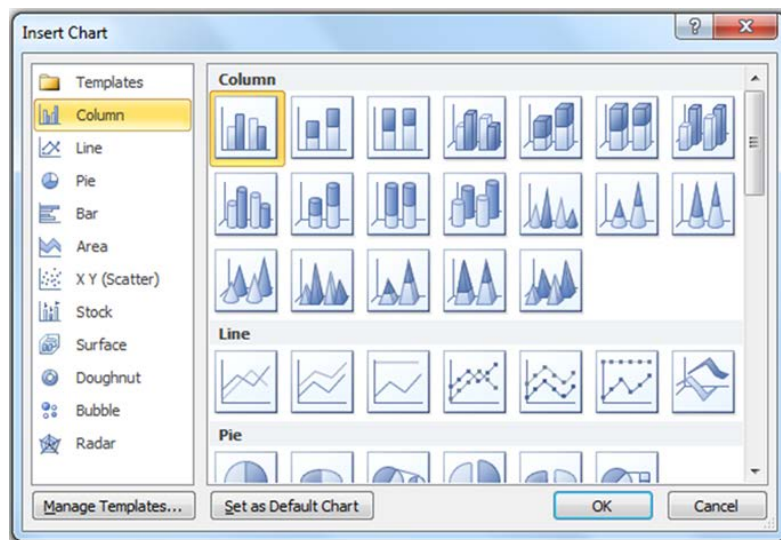 Insert Chart
Templates
Column
Line
Pie
Bar
Area
X Y (Scatter)
Stock
Surface
Doughnut
Bubble
Radar
Column
Line
Pie
Manage Templates...
Set as Default Chart
OK
Cancel